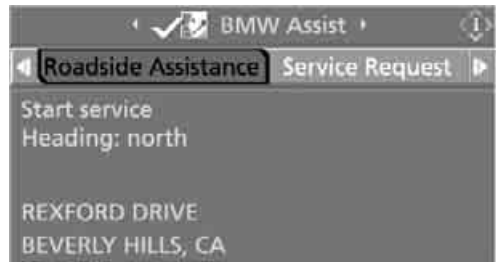 BMW Assist
Roadside Assistance Service Request
Start service
Heading: north
REXFORD DRIVE
BEVERLY HILLS, CA